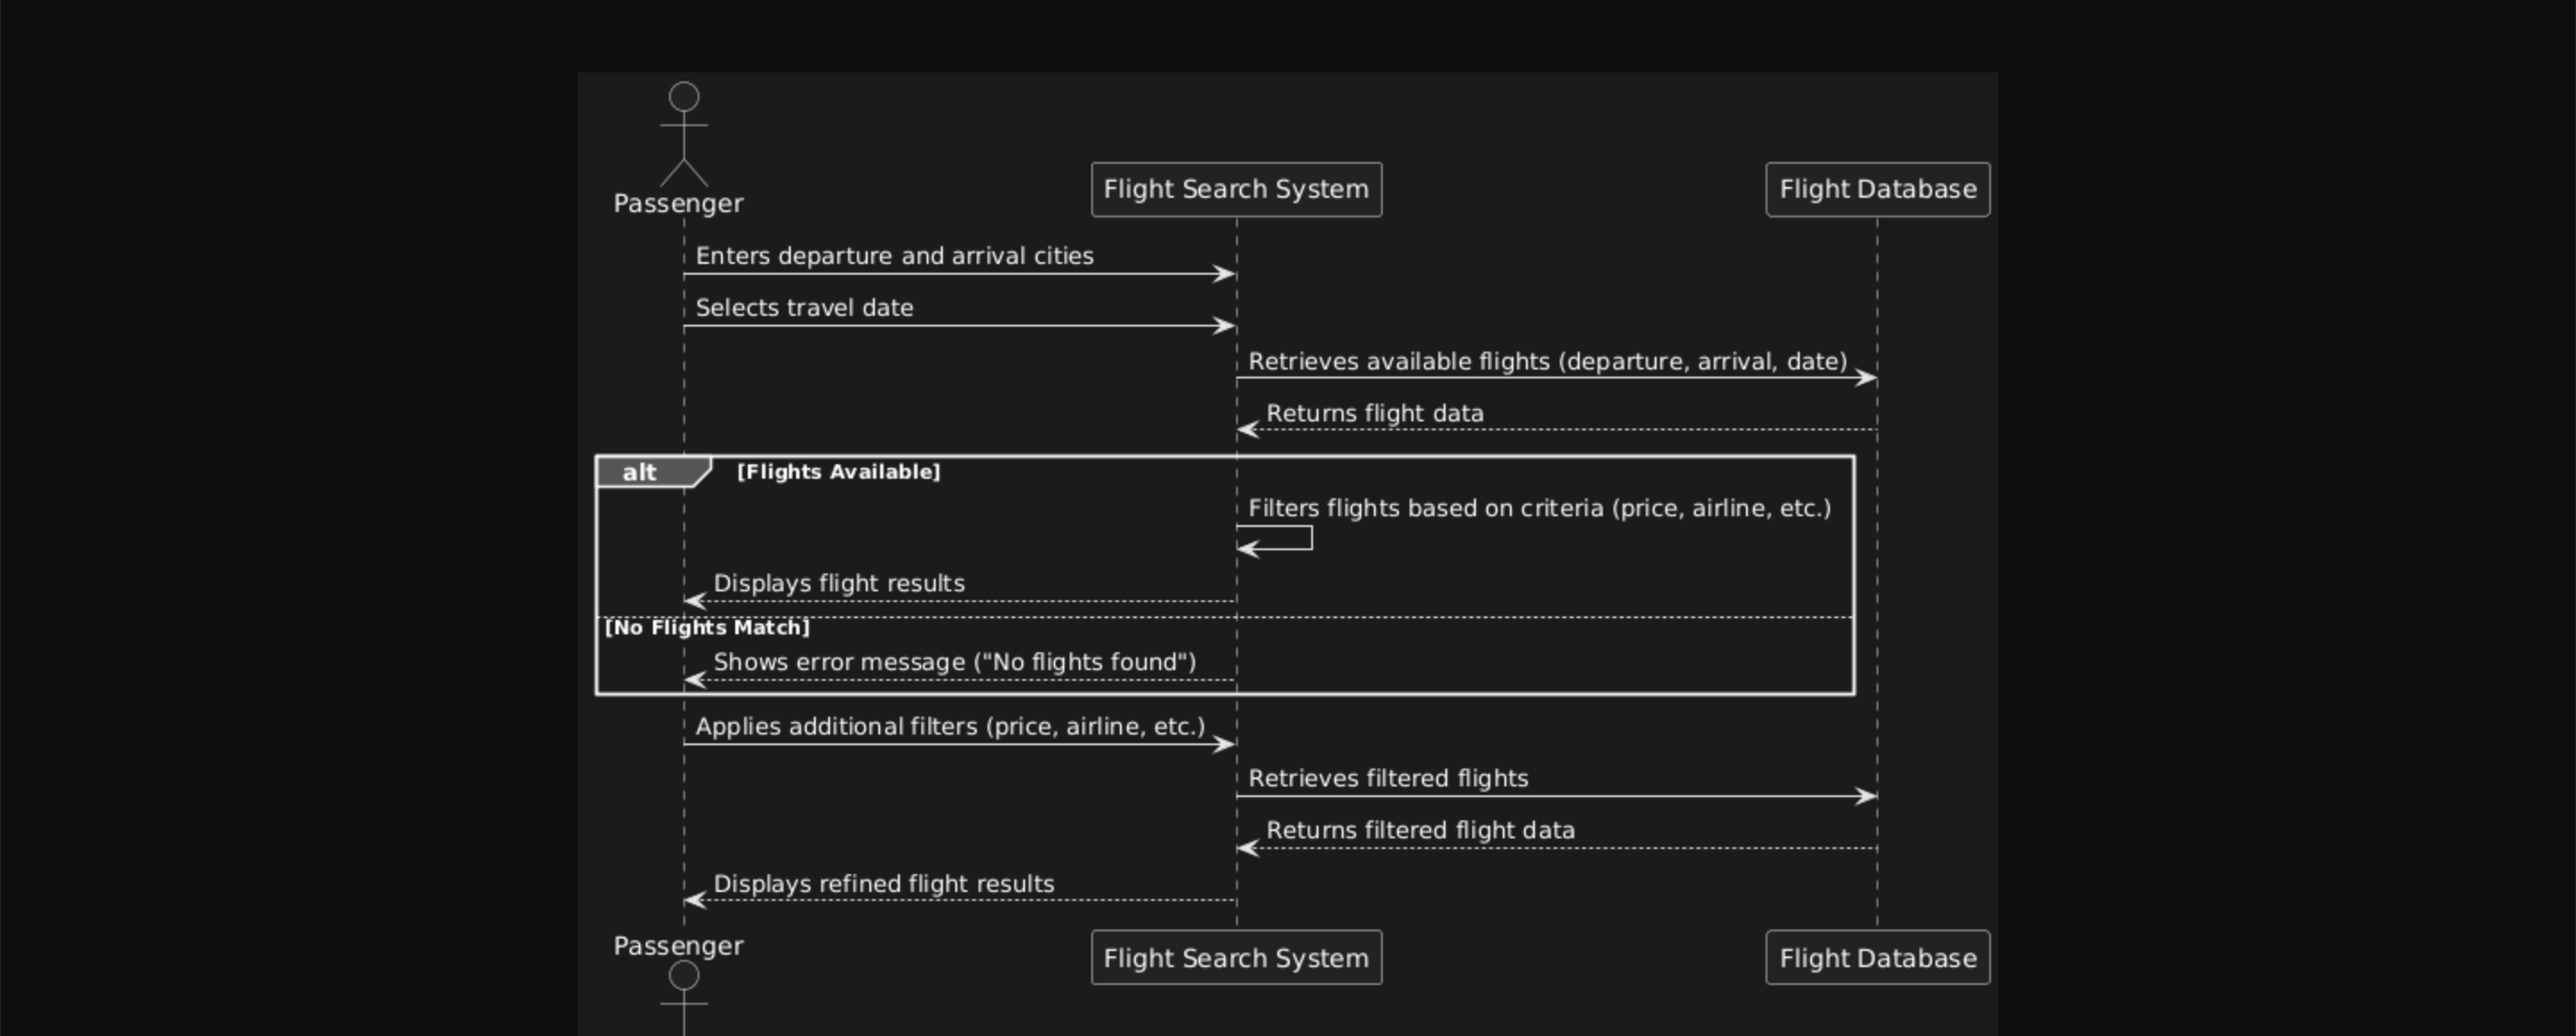 Passenger
Flight Search System
Flight Database
Enters departure and arrival cities
Selects travel date
Retrieves available flights (departure, arrival, date)
Returns flight data
alt [Flights Available]
Filters flights based on criteria (price, airline, etc.)
Displays flight results
[No Flights Match]
Shows error message ("No flights found")
Applies additional filters (price, airline, etc.)
Retrieves filtered flights
Returns filtered flight data
Displays refined flight results
Passenger
Flight Search System
Flight Database